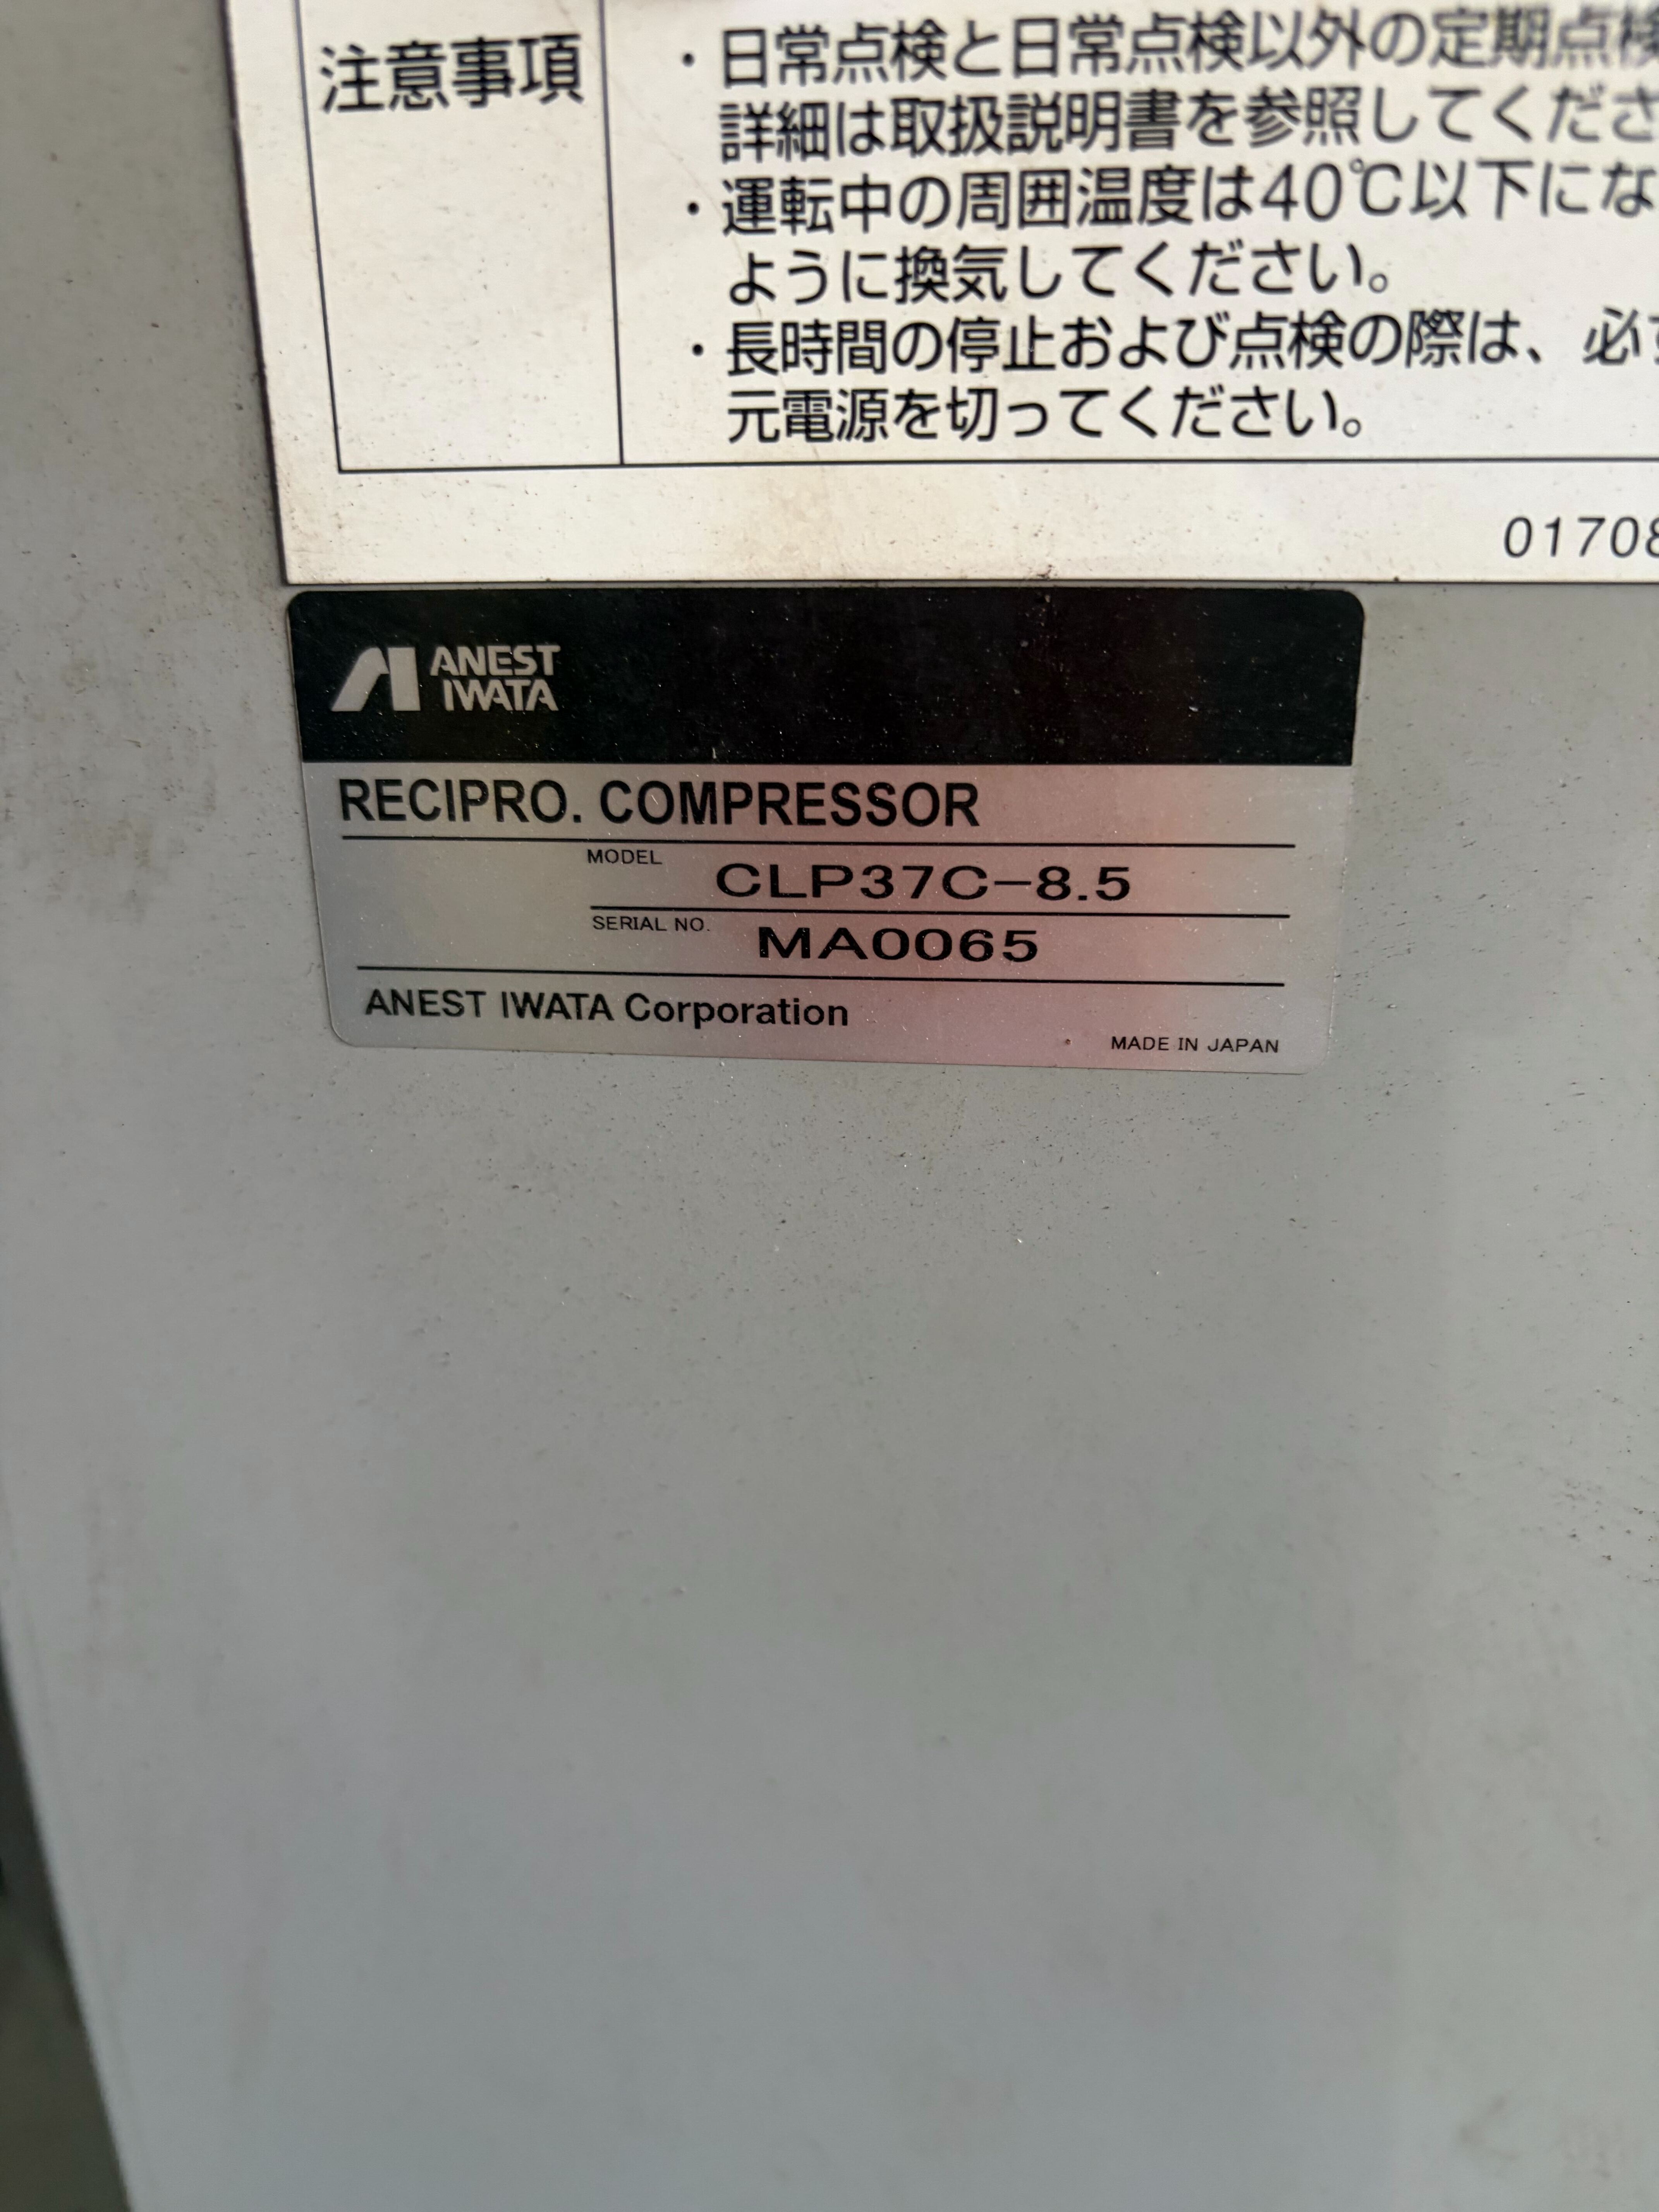 注意事項
・日常点検と日常点検以外の定期点検
詳細は取扱説明書を参照してくださ
・運転中の周囲温度は40℃以下にな
ように換気してください。
・長時間の停止および点検の際は、必ず
元電源を切ってください。
01708
ANEST
IWATA
RECIPRO. COMPRESSOR
MODEL CLP37C-8.5
SERIAL NO. MA0065
ANEST IWATA Corporation
MADE IN JAPAN